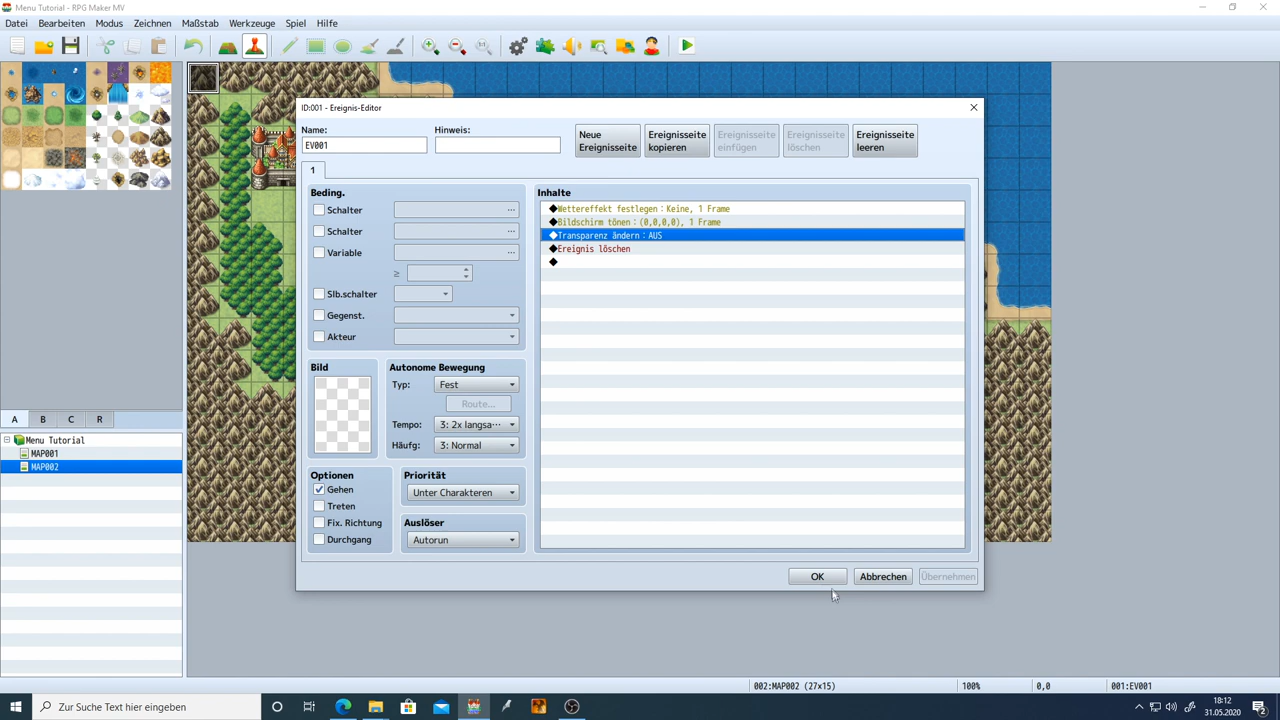 Menu Tutorial - RPG Maker MV
Datei Bearbeiten Modus Zeichnen Maßstab Werkzeuge Spiel Hilfe
ID:001 - Ereignis-Editor
Name: Hinweis:
EV001
Neue Ereignisseite
Ereignisseite kopieren
Ereignisseite einfügen
Ereignisseite löschen
Ereignisseite leeren
1
Beding.
Schalter ...
Schalter ...
Variable ...
≥
Slb.schalter
Gegenst.
Akteur
Bild
Autonome Bewegung
Typ: Fest
Route...
Tempo: 3: 2x langsa⋯
Häufg: 3: Normal
Optionen
Gehen
Treten
Fix. Richtung
Durchgang
Priorität
Unter Charakteren
Auslöser
Autorun
Inhalte
◆Wettereffekt festlegen：Keine, 1 Frame
◆Bildschirm tönen：(0,0,0,0), 1 Frame
◆Transparenz ändern：AUS
◆Ereignis löschen
◆
OK Abbrechen Übernehmen
A B C R
Menu Tutorial
MAP001
MAP002
002:MAP002 (27×15) 100% 0,0 001:EV001
Zur Suche Text hier eingeben
18:12
31.05.2020
2